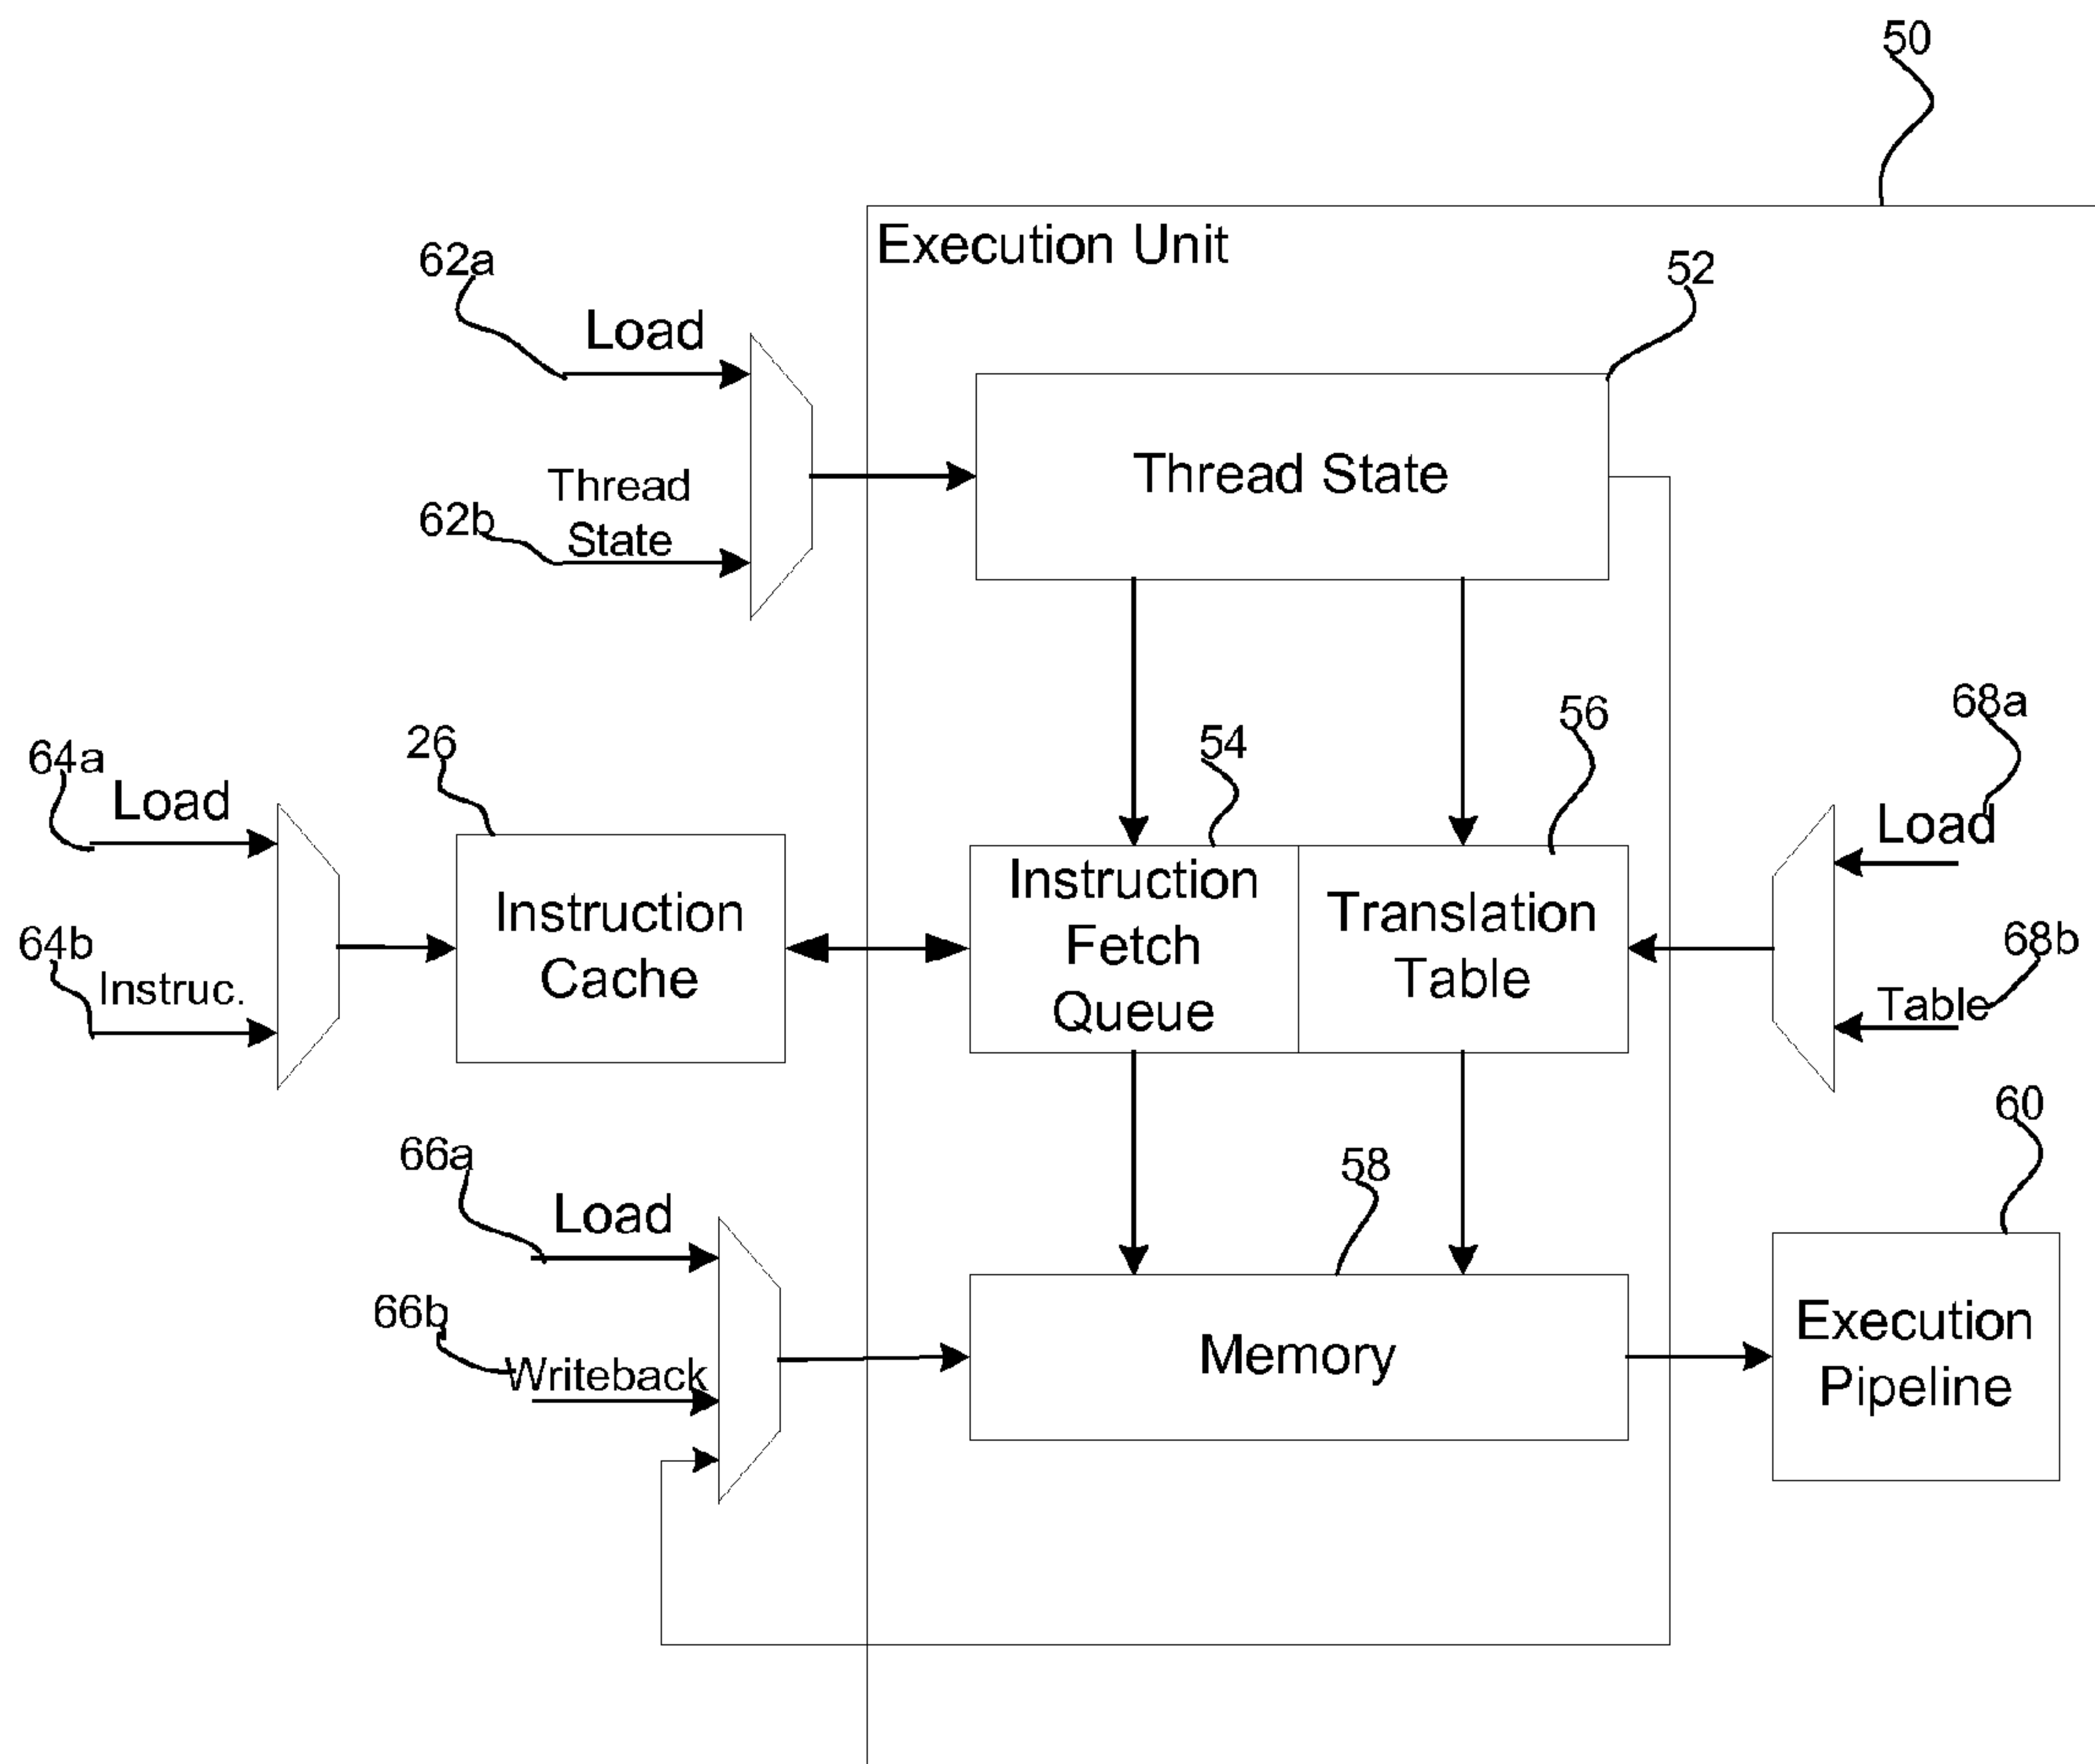 50
Execution Unit
62a
52
Load
Thread
State
62b
Thread State
68a
56
26
54
64a
Load
Load
Instruction
Fetch
Queue
Translation
Table
Instruction
Cache
64b
68b
Instruc.
Table
60
66a
58
Load
66b
Writeback
Memory
Execution
Pipeline